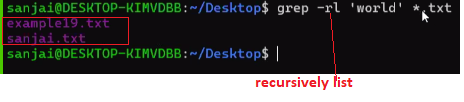 sanjai@DESKTOP-KIMVDBB:~/Desktop$ grep -rl 'world' *.txt
example19.txt
sanjai.txt
sanjai@DESKTOP-KIMVDBB:~/Desktop$
recursively list